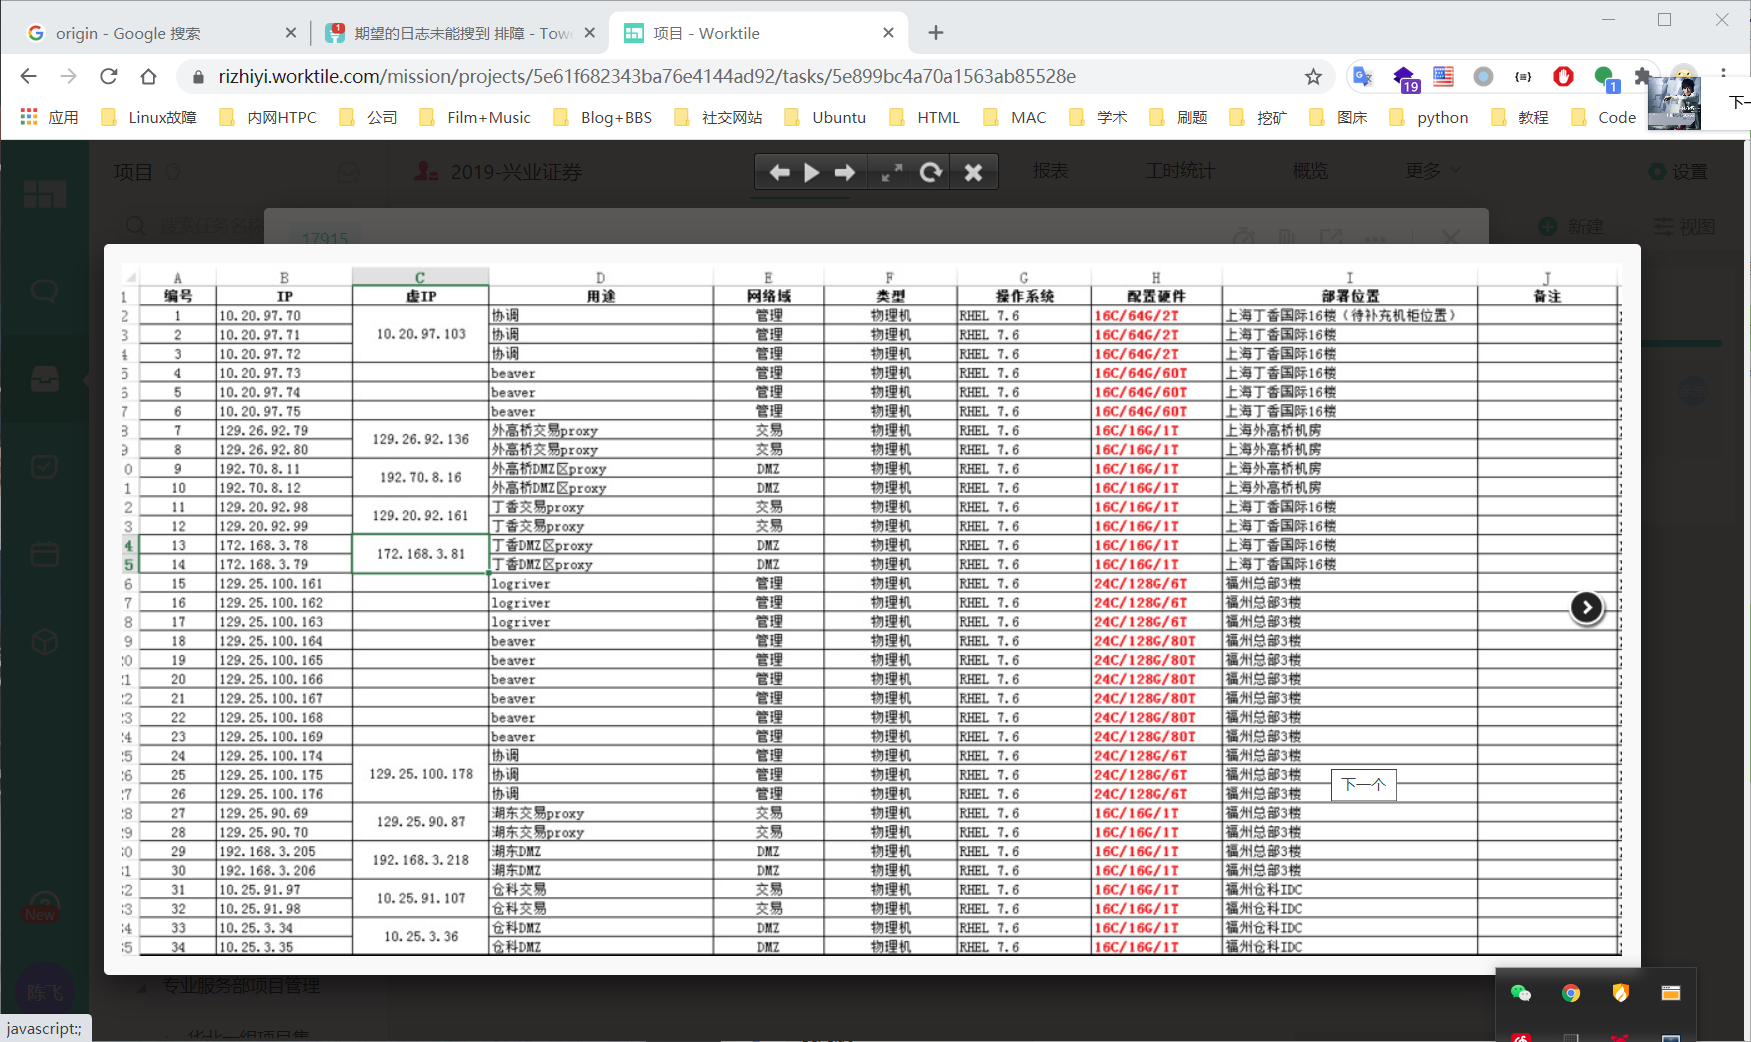 origin - Google 搜索
期望的日志未能搜到 排障 - Tow
项目 - Worktile
rizhiyi.worktile.com/mission/projects/5e61f682343ba76e4144ad92/tasks/5e899bc4a70a1563ab85528e
19
1
应用 Linux故障 内网HTPC 公司 Film+Music Blog+BBS 社交网站 Ubuntu HTML MAC 学术 刷题 挖矿 图床 python 教程 Code
下一
项目 2019-兴业证券 报表 工时统计 概览 更多 设置
搜索任务名称 新建 视图
17915
A B C D E F G H I J
1 编号 IP 虚IP 用途 网络域 类型 操作系统 配置硬件 部署位置 备注
2 1 10.20.97.70 10.20.97.103 协调 管理 物理机 RHEL 7.6 16C/64G/2T 上海丁香国际16楼（待补充机柜位置）
3 2 10.20.97.71 协调 管理 物理机 RHEL 7.6 16C/64G/2T 上海丁香国际16楼
4 3 10.20.97.72 协调 管理 物理机 RHEL 7.6 16C/64G/2T 上海丁香国际16楼
5 4 10.20.97.73 beaver 管理 物理机 RHEL 7.6 16C/64G/60T 上海丁香国际16楼
6 5 10.20.97.74 beaver 管理 物理机 RHEL 7.6 16C/64G/60T 上海丁香国际16楼
7 6 10.20.97.75 beaver 管理 物理机 RHEL 7.6 16C/64G/60T 上海丁香国际16楼
8 7 129.26.92.79 129.26.92.136 外高桥交易proxy 交易 物理机 RHEL 7.6 16C/16G/1T 上海外高桥机房
9 8 129.26.92.80 外高桥交易proxy 交易 物理机 RHEL 7.6 16C/16G/1T 上海外高桥机房
0 9 192.70.8.11 192.70.8.16 外高桥DMZ区proxy DMZ 物理机 RHEL 7.6 16C/16G/1T 上海外高桥机房
1 10 192.70.8.12 外高桥DMZ区proxy DMZ 物理机 RHEL 7.6 16C/16G/1T 上海外高桥机房
2 11 129.20.92.98 129.20.92.161 丁香交易proxy 交易 物理机 RHEL 7.6 16C/16G/1T 上海丁香国际16楼
3 12 129.20.92.99 丁香交易proxy 交易 物理机 RHEL 7.6 16C/16G/1T 上海丁香国际16楼
4 13 172.168.3.78 172.168.3.81 丁香DMZ区proxy DMZ 物理机 RHEL 7.6 16C/16G/1T 上海丁香国际16楼
5 14 172.168.3.79 丁香DMZ区proxy DMZ 物理机 RHEL 7.6 16C/16G/1T 上海丁香国际16楼
6 15 129.25.100.161 logriver 管理 物理机 RHEL 7.6 24C/128G/6T 福州总部3楼
7 16 129.25.100.162 logriver 管理 物理机 RHEL 7.6 24C/128G/6T 福州总部3楼
8 17 129.25.100.163 logriver 管理 物理机 RHEL 7.6 24C/128G/6T 福州总部3楼
9 18 129.25.100.164 beaver 管理 物理机 RHEL 7.6 24C/128G/80T 福州总部3楼
20 19 129.25.100.165 beaver 管理 物理机 RHEL 7.6 24C/128G/80T 福州总部3楼
21 20 129.25.100.166 beaver 管理 物理机 RHEL 7.6 24C/128G/80T 福州总部3楼
22 21 129.25.100.167 beaver 管理 物理机 RHEL 7.6 24C/128G/80T 福州总部3楼
23 22 129.25.100.168 beaver 管理 物理机 RHEL 7.6 24C/128G/80T 福州总部3楼
24 23 129.25.100.169 beaver 管理 物理机 RHEL 7.6 24C/128G/80T 福州总部3楼
25 24 129.25.100.174 129.25.100.178 协调 管理 物理机 RHEL 7.6 24C/128G/6T 福州总部3楼
26 25 129.25.100.175 协调 管理 物理机 RHEL 7.6 24C/128G/6T 福州总部3楼
27 26 129.25.100.176 协调 管理 物理机 RHEL 7.6 24C/128G/6T 福州总部3楼
28 27 129.25.90.69 129.25.90.87 湖东交易proxy 交易 物理机 RHEL 7.6 16C/16G/1T 福州总部3楼
29 28 129.25.90.70 湖东交易proxy 交易 物理机 RHEL 7.6 16C/16G/1T 福州总部3楼
30 29 192.168.3.205 192.168.3.218 湖东DMZ DMZ 物理机 RHEL 7.6 16C/16G/1T 福州总部3楼
31 30 192.168.3.206 湖东DMZ DMZ 物理机 RHEL 7.6 16C/16G/1T 福州总部3楼
32 31 10.25.91.97 10.25.91.107 仓科交易 交易 物理机 RHEL 7.6 16C/16G/1T 福州仓科IDC
33 32 10.25.91.98 仓科交易 交易 物理机 RHEL 7.6 16C/16G/1T 福州仓科IDC
34 33 10.25.3.34 10.25.3.36 仓科DMZ DMZ 物理机 RHEL 7.6 16C/16G/1T 福州仓科IDC
35 34 10.25.3.35 仓科DMZ DMZ 物理机 RHEL 7.6 16C/16G/1T 福州仓科IDC
下一个
New
陈飞
专业服务部项目管理
华北一组项目集
javascript:;